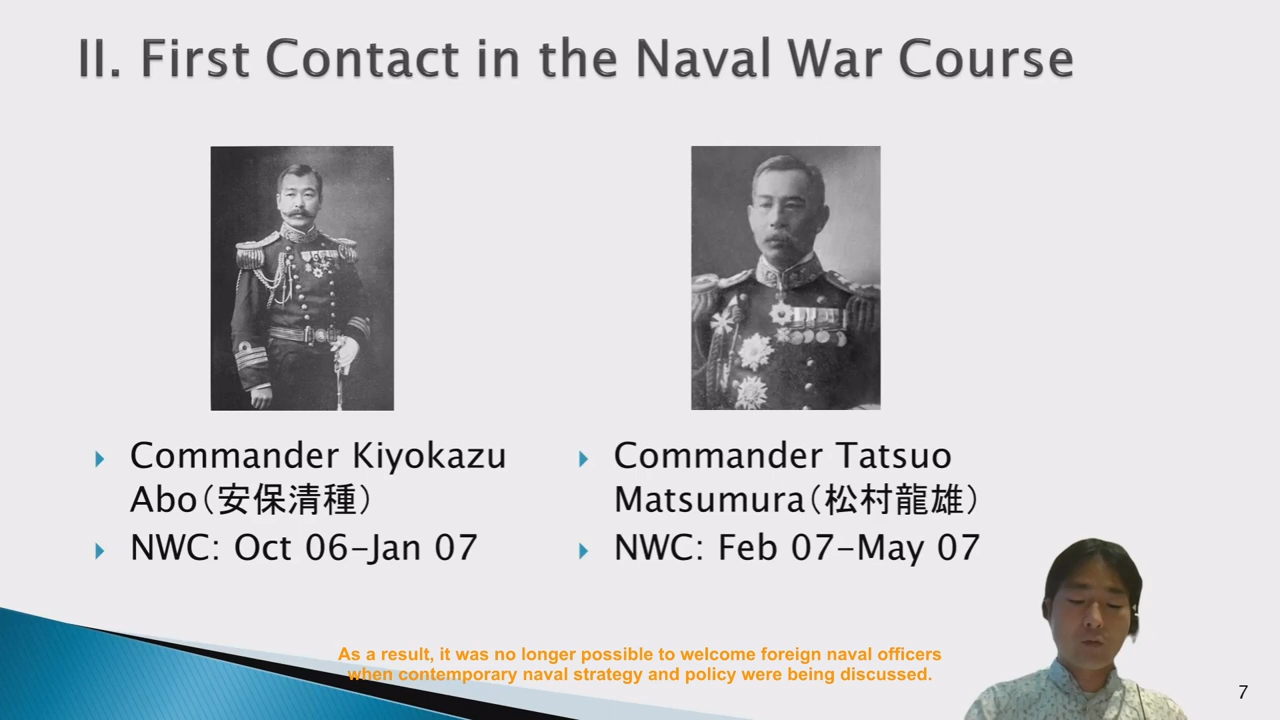 II. First Contact in the Naval War Course
Commander Kiyokazu
Abo（安保清種）
NWC: Oct 06–Jan 07
Commander Tatsuo
Matsumura（松村龍雄）
NWC: Feb 07–May 07
As a result, it was no longer possible to welcome foreign naval officers
when contemporary naval strategy and policy were being discussed.
7